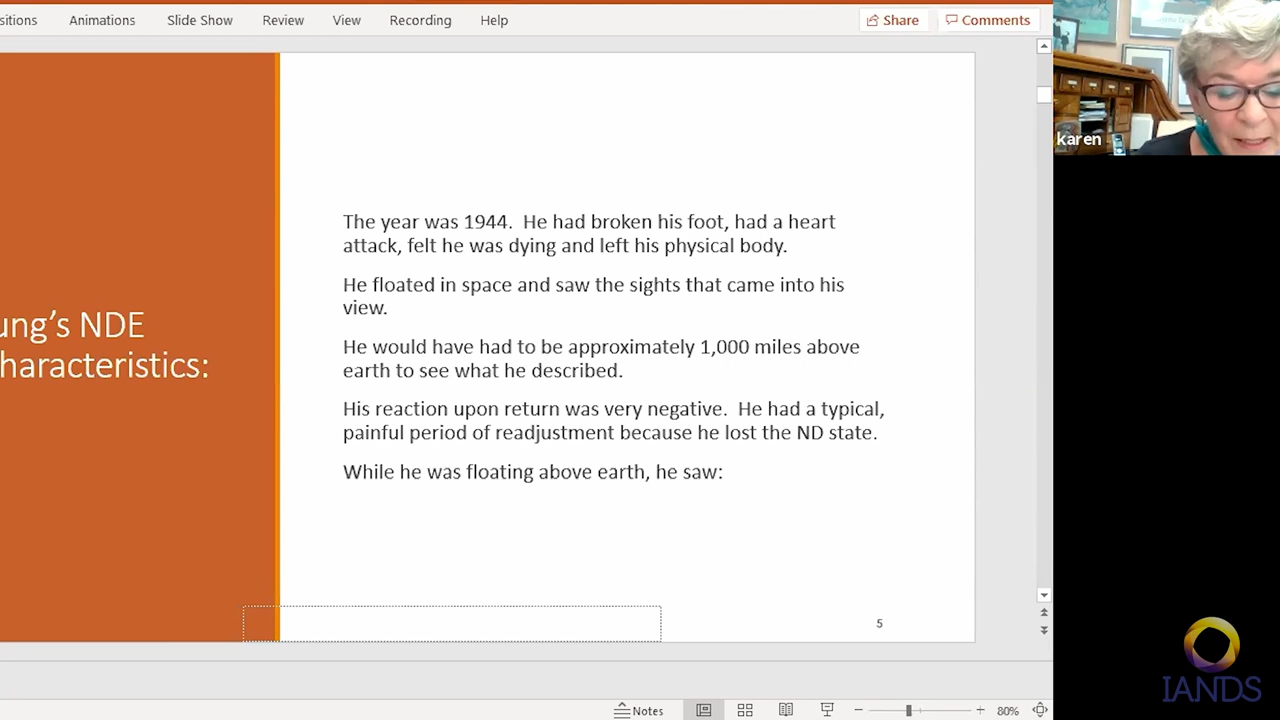 sitions Animations Slide Show Review View Recording Help Share Comments
karen
ung's NDE
haracteristics:
The year was 1944.  He had broken his foot, had a heart
attack, felt he was dying and left his physical body.
He floated in space and saw the sights that came into his
view.
He would have had to be approximately 1,000 miles above
earth to see what he described.
His reaction upon return was very negative.  He had a typical,
painful period of readjustment because he lost the ND state.
While he was floating above earth, he saw:
5
IANDS
Notes 80%